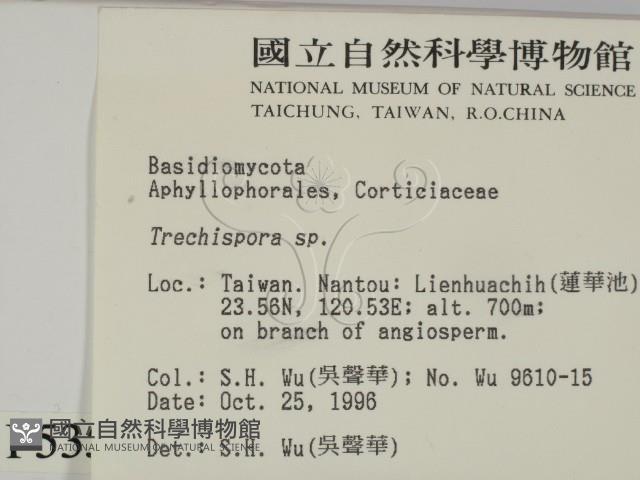 國立自然科學博物館
NATIONAL MUSEUM OF NATURAL SCIENCE
TAICHUNG, TAIWAN, R.O.CHINA
Basidiomycota
Aphyllophorales, Corticiaceae
Trechispora sp.
Loc.: Taiwan. Nantou: Lienhuachih(蓮華池)
23.56N, 120.53E; alt. 700m;
on branch of angiosperm.
Col.: S.H. Wu(吳聲華); No. Wu 9610-15
Date: Oct. 25, 1996
Det.: S.H. Wu(吳聲華)
國立自然科學博物館
NATIONAL MUSEUM OF NATURAL SCIENCE